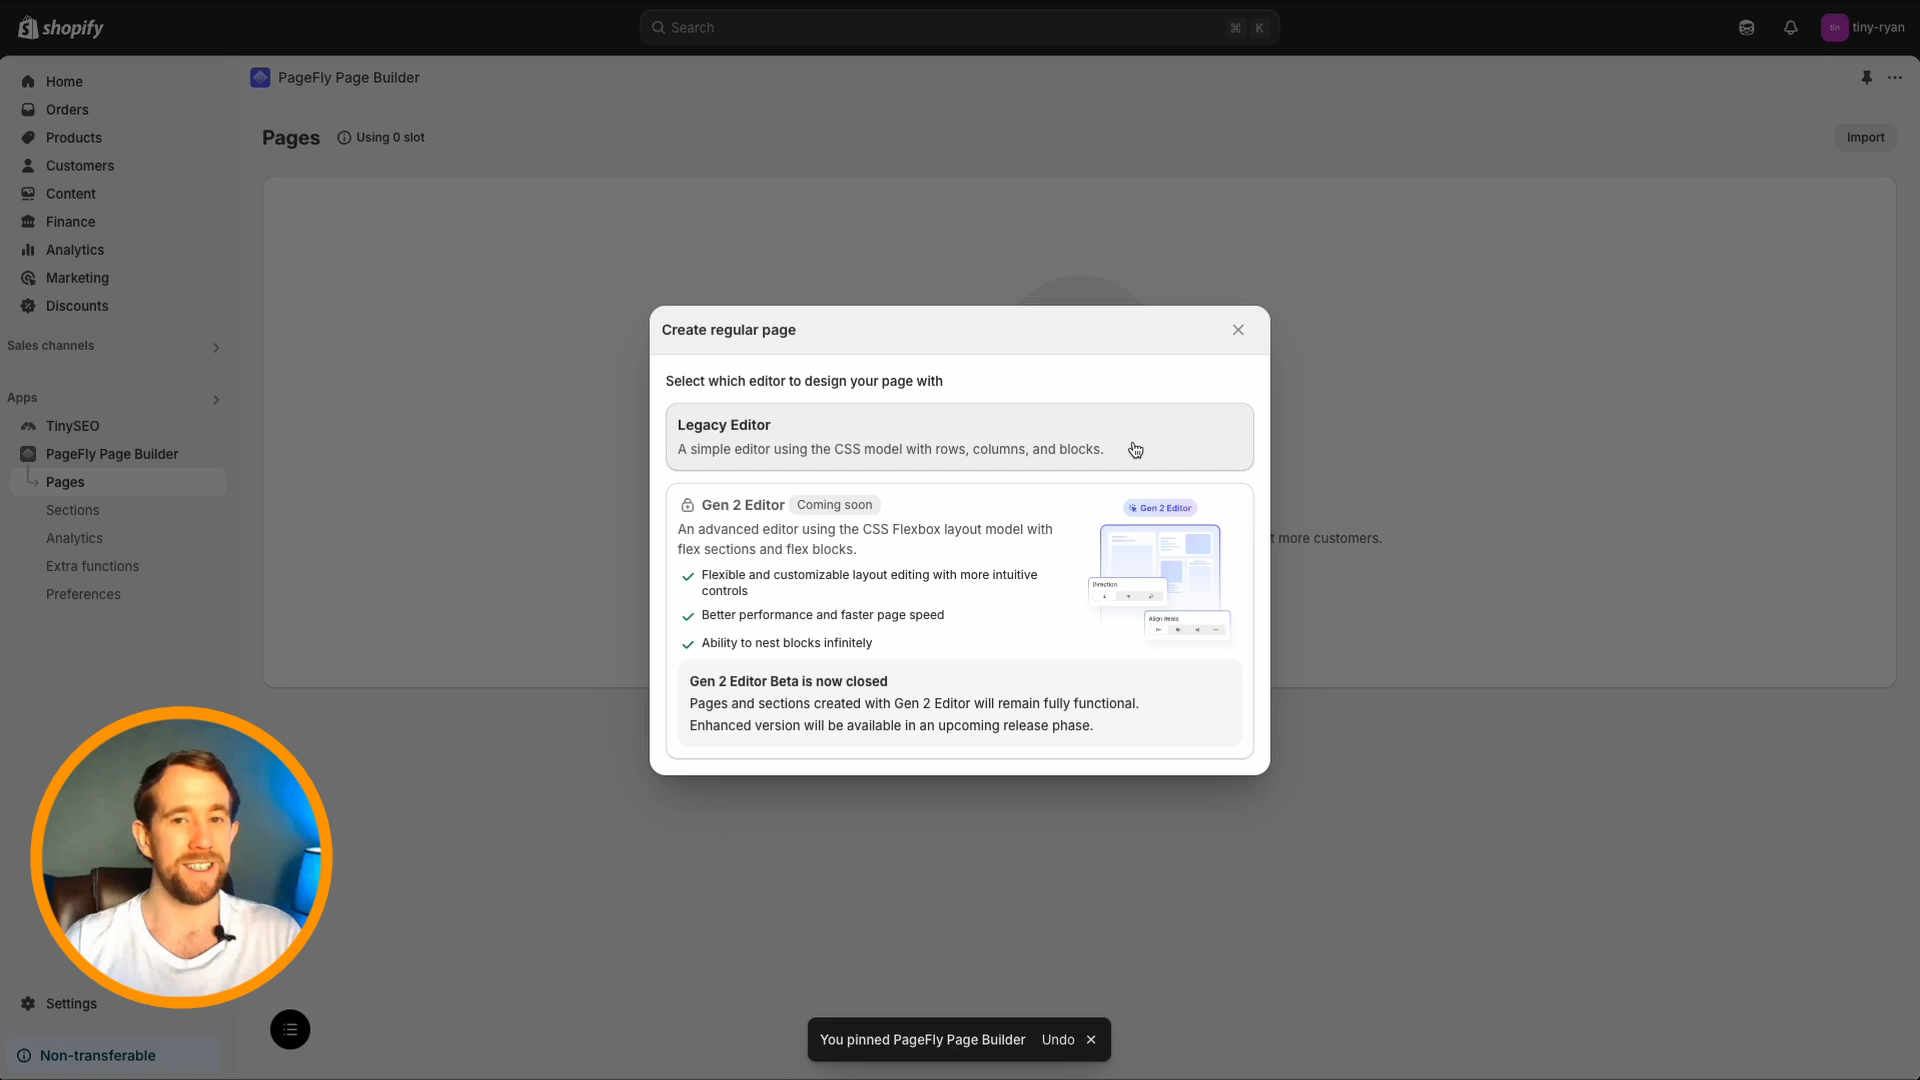 shopify
Search
⌘ K
tin
tiny-ryan
Home
Orders
Products
Customers
Content
Finance
Analytics
Marketing
Discounts
Sales channels
Apps
TinySEO
PageFly Page Builder
Pages
Sections
Analytics
Extra functions
Preferences
Settings
Non-transferable
PageFly Page Builder
Pages
Using 0 slot
Import
t more customers.
Create regular page
Select which editor to design your page with
Legacy Editor
A simple editor using the CSS model with rows, columns, and blocks.
Gen 2 Editor Coming soon
An advanced editor using the CSS Flexbox layout model with
flex sections and flex blocks.
Flexible and customizable layout editing with more intuitive
controls
Better performance and faster page speed
Ability to nest blocks infinitely
Gen 2 Editor
Direction
Align items
Gen 2 Editor Beta is now closed
Pages and sections created with Gen 2 Editor will remain fully functional.
Enhanced version will be available in an upcoming release phase.
You pinned PageFly Page Builder Undo